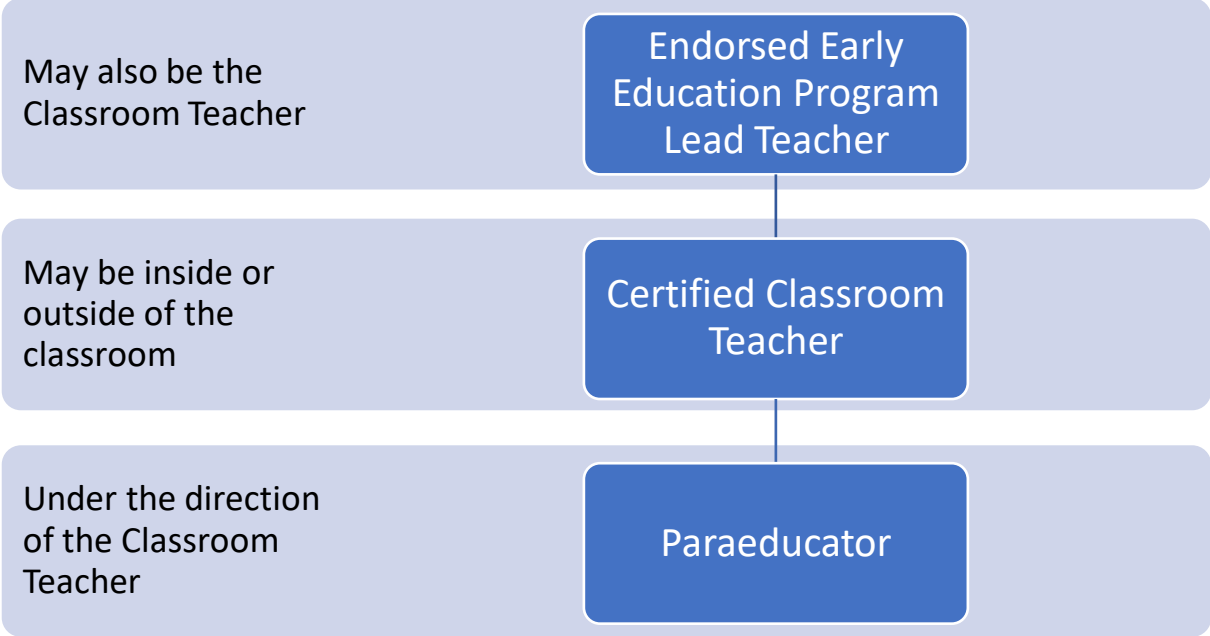 May also be the
Classroom Teacher
Endorsed Early
Education Program
Lead Teacher
May be inside or
outside of the
classroom
Certified Classroom
Teacher
Under the direction
of the Classroom
Teacher
Paraeducator